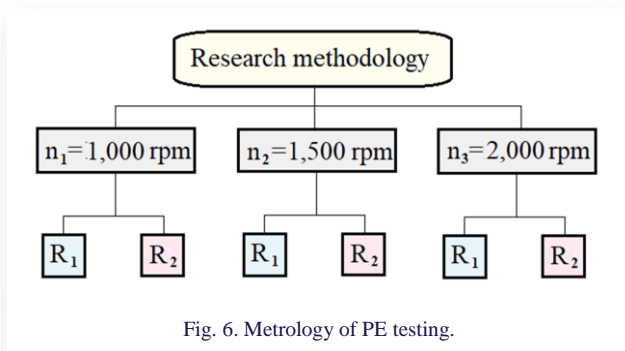 Research methodology
n₁=1,000 rpm
n₂=1,500 rpm
n₃=2,000 rpm
R₁
R₂
R₁
R₂
R₁
R₂
Fig. 6. Metrology of PE testing.